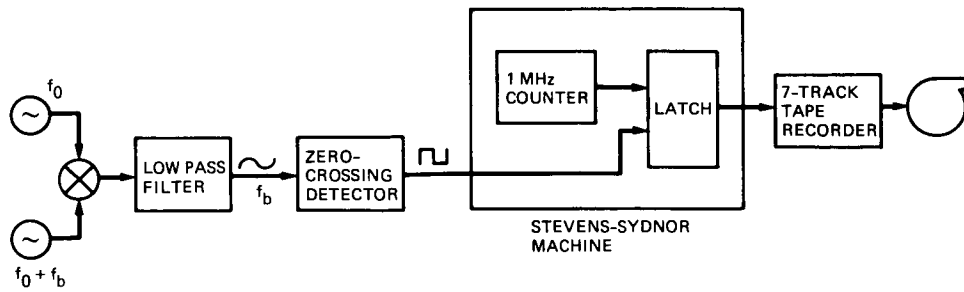 f0
f0 + fb
LOW PASS
FILTER
fb
ZERO-
CROSSING
DETECTOR
1 MHz
COUNTER
LATCH
STEVENS-SYDNOR
MACHINE
7-TRACK
TAPE
RECORDER